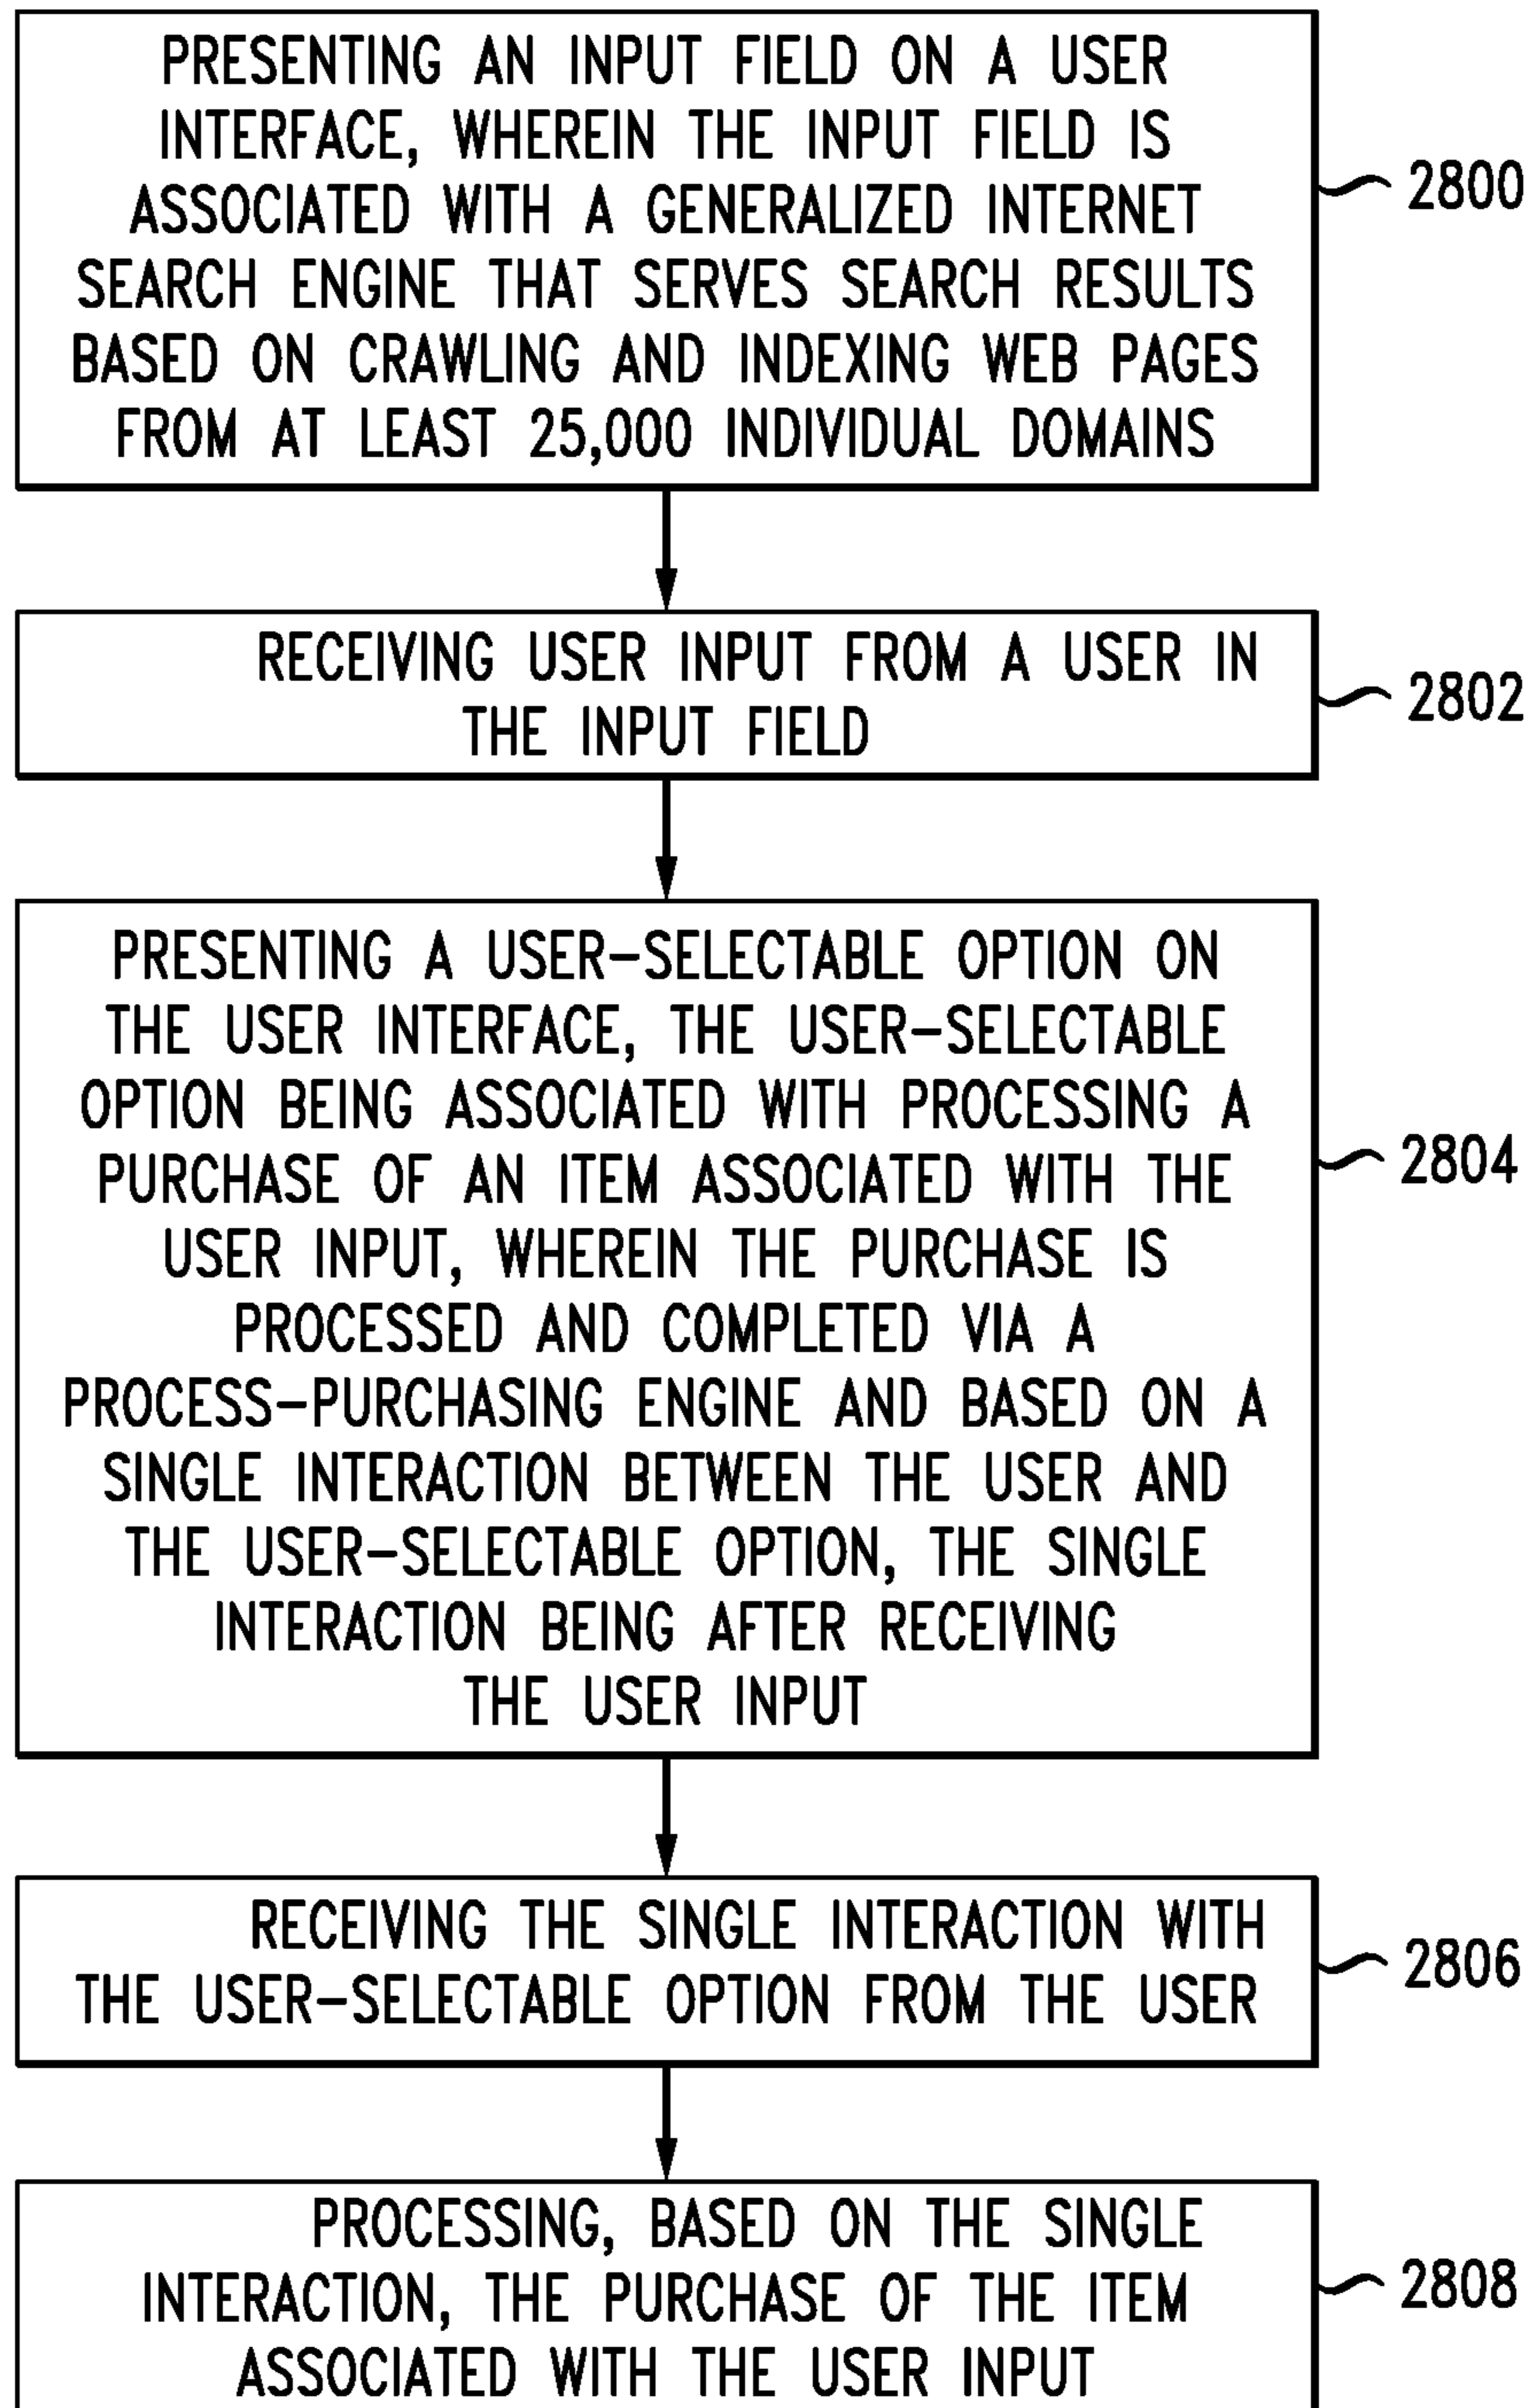 PRESENTING AN INPUT FIELD ON A USER
INTERFACE, WHEREIN THE INPUT FIELD IS
ASSOCIATED WITH A GENERALIZED INTERNET
SEARCH ENGINE THAT SERVES SEARCH RESULTS
BASED ON CRAWLING AND INDEXING WEB PAGES
FROM AT LEAST 25,000 INDIVIDUAL DOMAINS
2800
RECEIVING USER INPUT FROM A USER IN
THE INPUT FIELD
2802
PRESENTING A USER-SELECTABLE OPTION ON
THE USER INTERFACE, THE USER-SELECTABLE
OPTION BEING ASSOCIATED WITH PROCESSING A
PURCHASE OF AN ITEM ASSOCIATED WITH THE
USER INPUT, WHEREIN THE PURCHASE IS
PROCESSED AND COMPLETED VIA A
PROCESS-PURCHASING ENGINE AND BASED ON A
SINGLE INTERACTION BETWEEN THE USER AND
THE USER-SELECTABLE OPTION, THE SINGLE
INTERACTION BEING AFTER RECEIVING
THE USER INPUT
2804
RECEIVING THE SINGLE INTERACTION WITH
THE USER-SELECTABLE OPTION FROM THE USER
2806
PROCESSING, BASED ON THE SINGLE
INTERACTION, THE PURCHASE OF THE ITEM
ASSOCIATED WITH THE USER INPUT
2808